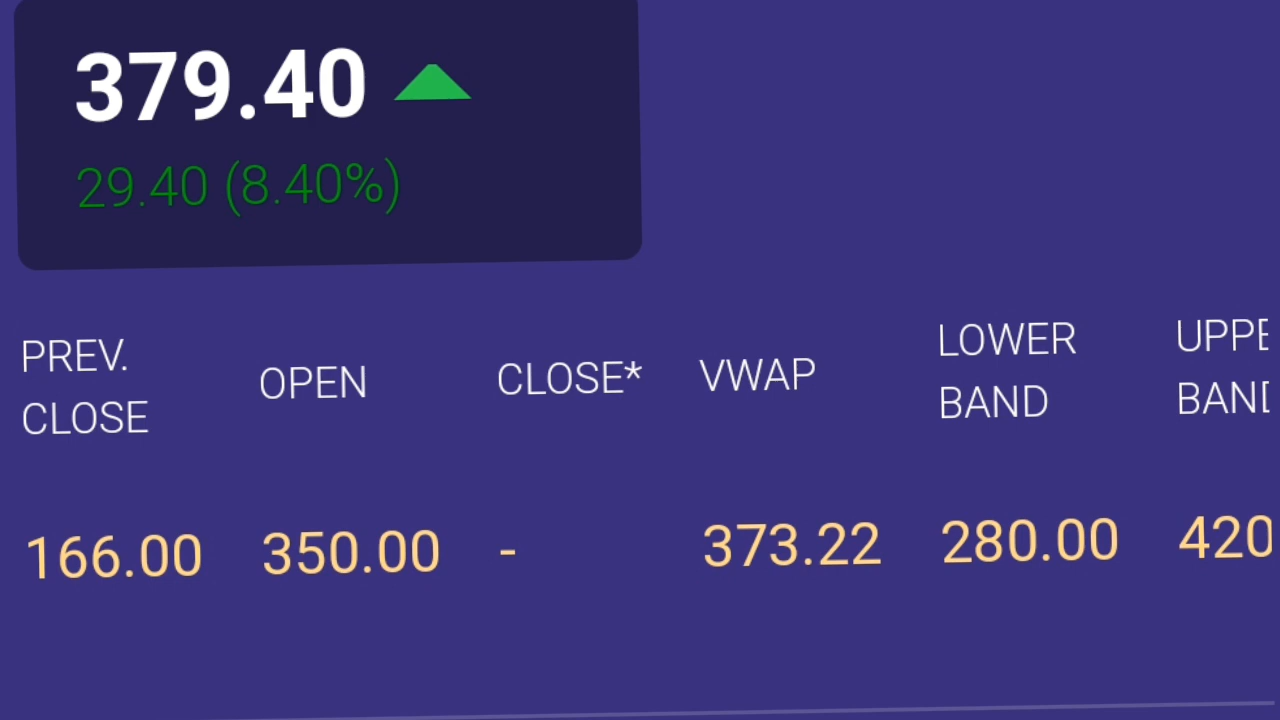 379.40
29.40 (8.40%)
PREV.
CLOSE
OPEN
CLOSE*
VWAP
LOWER
BAND
166.00
350.00
-
373.22
280.00
420